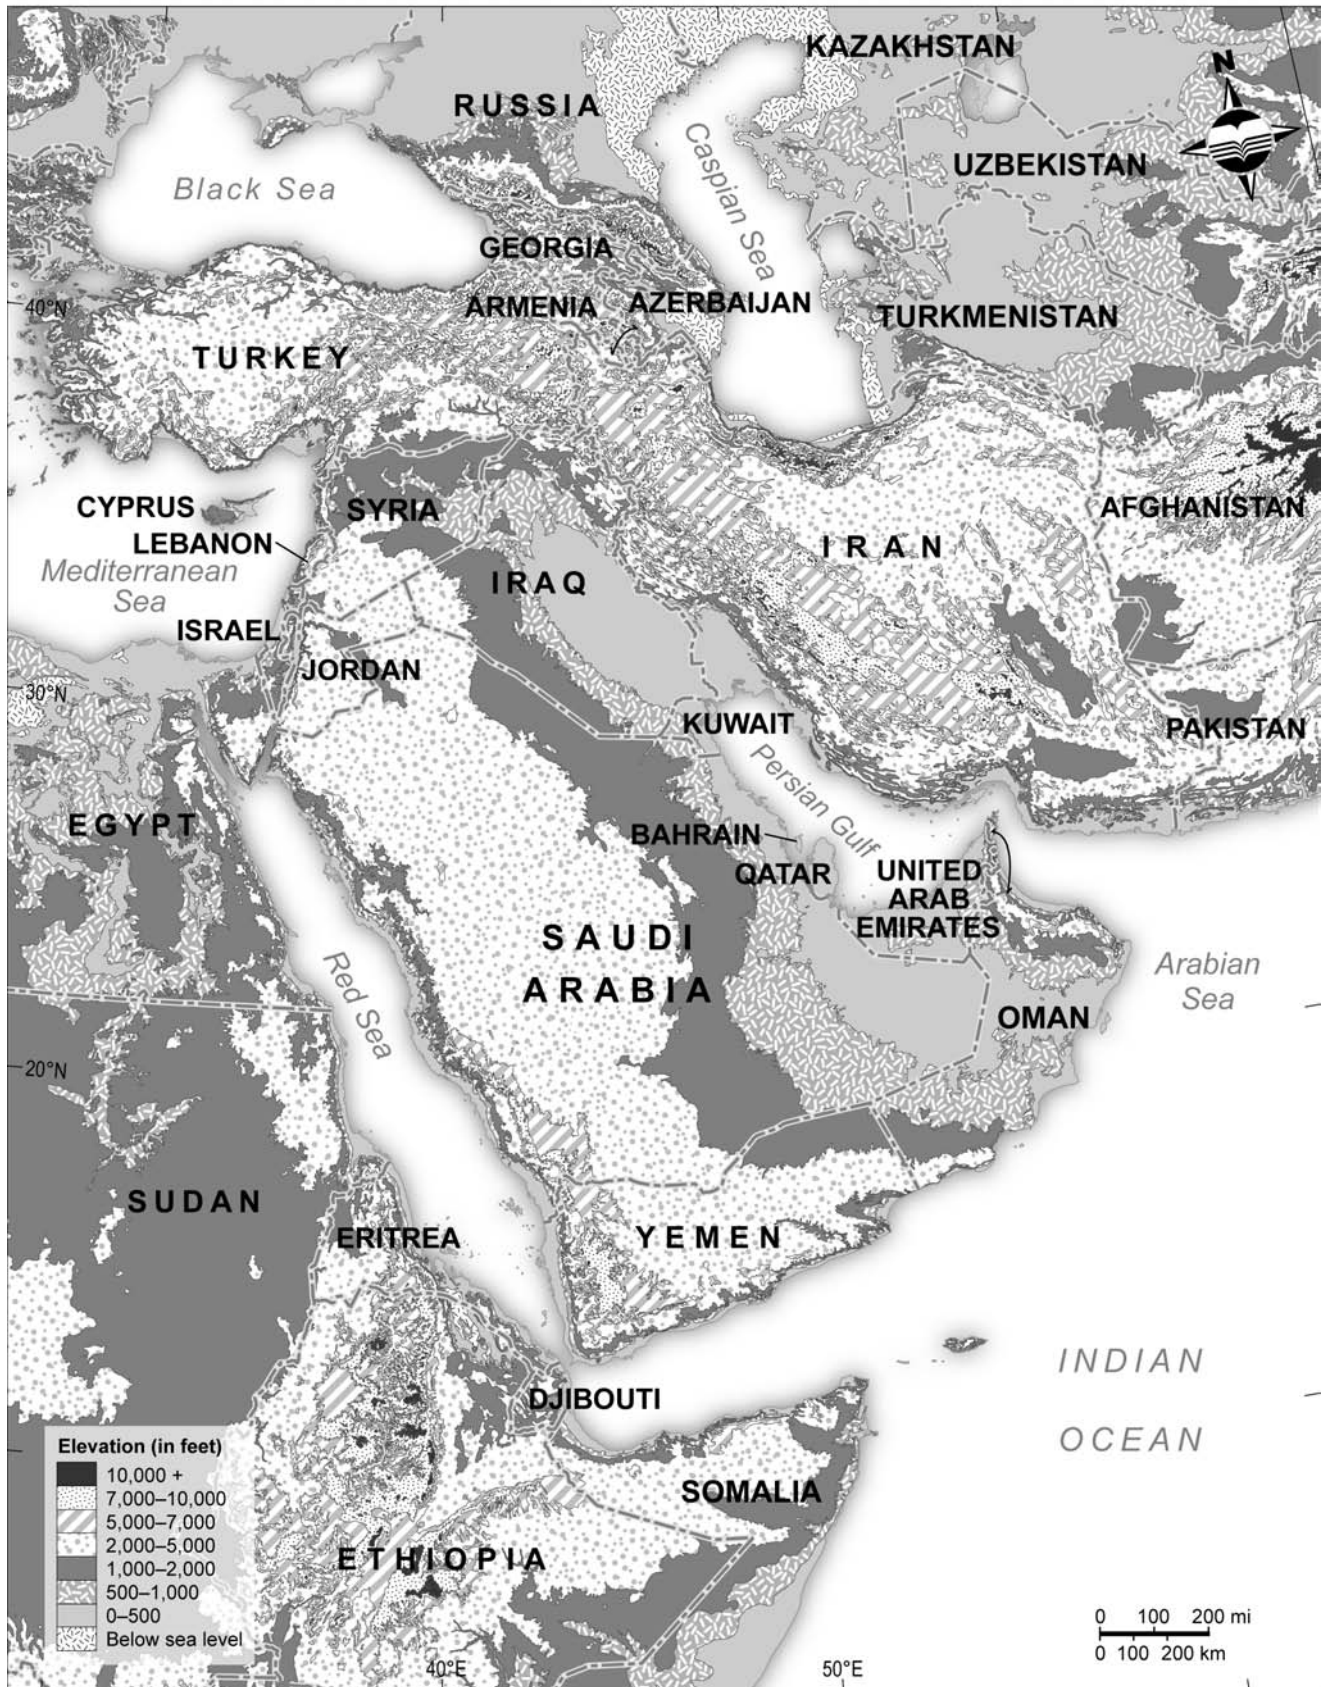 KAZAKHSTAN
N
RUSSIA
Caspian Sea
UZBEKISTAN
Black Sea
GEORGIA
40°N
ARMENIA
AZERBAIJAN
TURKMENISTAN
TURKEY
CYPRUS
SYRIA
AFGHANISTAN
LEBANON
IRAN
Mediterranean
Sea
IRAQ
ISRAEL
JORDAN
30°N
KUWAIT
PAKISTAN
Persian Gulf
EGYPT
BAHRAIN
QATAR
UNITED
ARAB
EMIRATES
SAUDI
ARABIA
Red Sea
Arabian
Sea
OMAN
20°N
SUDAN
ERITREA
YEMEN
INDIAN
OCEAN
DJIBOUTI
SOMALIA
ETHIOPIA
Elevation (in feet)
10,000 +
7,000–10,000
5,000–7,000
2,000–5,000
1,000–2,000
500–1,000
0–500
Below sea level
0 100 200 mi
0 100 200 km
40°E
50°E